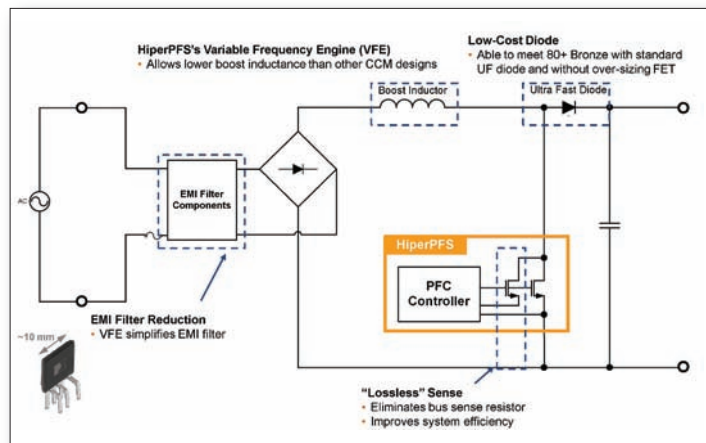 HiperPFS's Variable Frequency Engine (VFE)
• Allows lower boost inductance than other CCM designs
Low-Cost Diode
• Able to meet 80+ Bronze with standard
UF diode and without over-sizing FET
Boost Inductor
Ultra Fast Diode
AC
EMI Filter
Components
HiperPFS
PFC
Controller
EMI Filter Reduction
• VFE simplifies EMI filter
~10 mm
"Lossless" Sense
• Eliminates bus sense resistor
• Improves system efficiency